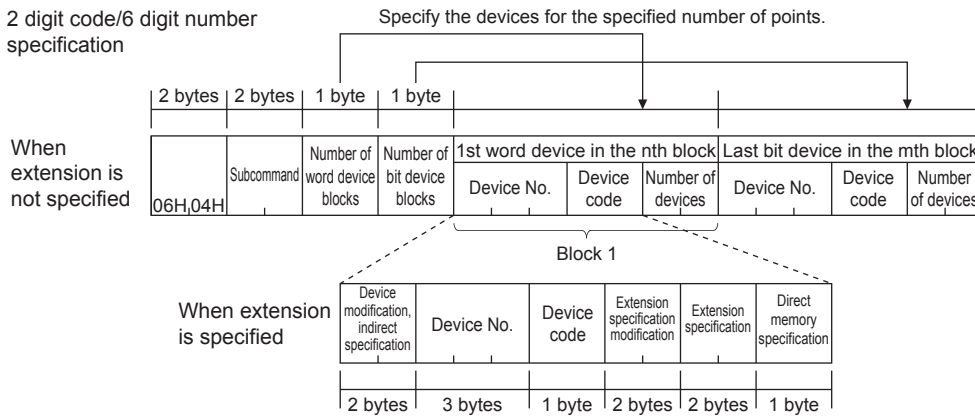 2 digit code/6 digit number
specification
Specify the devices for the specified number of points.
2 bytes 2 bytes 1 byte 1 byte
When
extension is
not specified
06H 04H
Subcommand
Number of
word device
blocks
Number of
bit device
blocks
1st word device in the nth block
Device No.
Device
code
Number of
devices
Last bit device in the mth block
Device No.
Device
code
Number
of devices
Block 1
When extension
is specified
Device
modification,
indirect
specification
Device No.
Device
code
Extension
specification
modification
Extension
specification
Direct
memory
specification
2 bytes 3 bytes 1 byte 2 bytes 2 bytes 1 byte